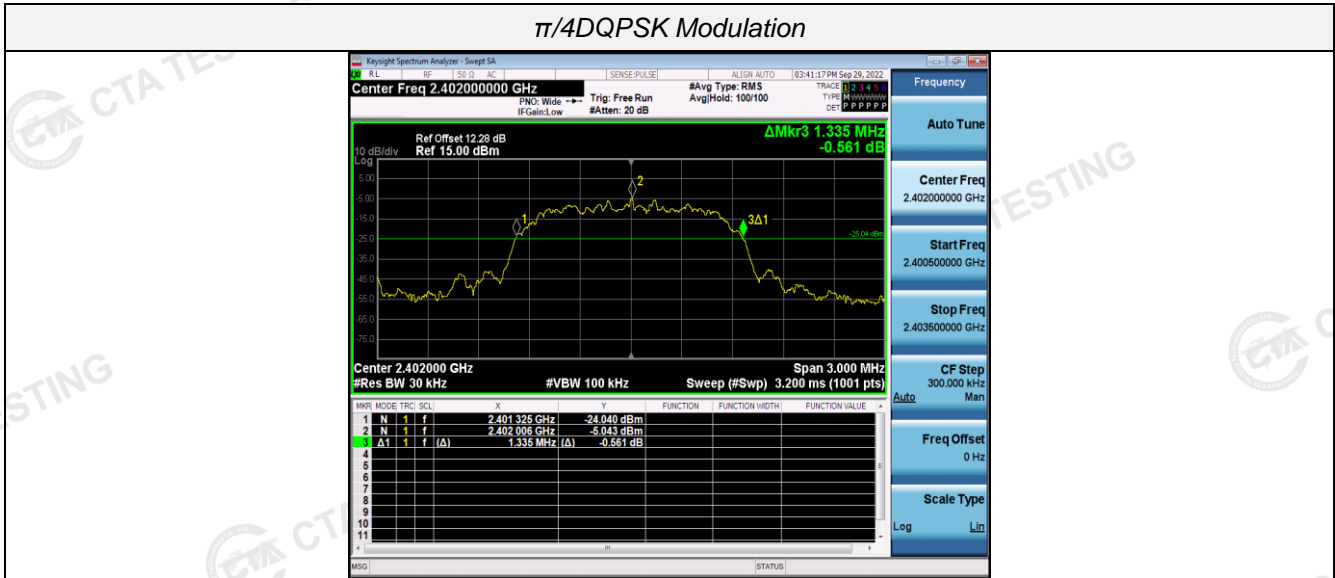 π/4DQPSK Modulation
Keysight Spectrum Analyzer - Swept SA
RL RF 50 Ω AC SENSE:PULSE ALIGN AUTO 03:41:17 PM Sep 29, 2022
Center Freq 2.402000000 GHz
#Avg Type: RMS
TRACE 1 2 3 4 5 6
PNO: Wide
Trig: Free Run
Avg|Hold: 100/100
TYPE MWWWWW
IFGain:Low
#Atten: 20 dB
DET P P P P P P
Frequency
Auto Tune
Center Freq
2.402000000 GHz
Start Freq
2.400500000 GHz
Stop Freq
2.403500000 GHz
CF Step
300.000 kHz
Auto Man
Freq Offset
0 Hz
Scale Type
Log Lin
ΔMkr3 1.335 MHz
-0.561 dB
Ref Offset 12.28 dB
10 dB/div Ref 15.00 dBm
Log
5.00
-5.00
-15.0
-25.0
-35.0
-45.0
-55.0
-65.0
-75.0
1
2
3Δ1
-25.04 dBm
Center 2.402000 GHz Span 3.000 MHz
#Res BW 30 kHz #VBW 100 kHz Sweep (#Swp) 3.200 ms (1001 pts)
MKR MODE TRC SCL X Y FUNCTION FUNCTION WIDTH FUNCTION VALUE
1 N 1 f 2.401 325 GHz -24.040 dBm
2 N 1 f 2.402 006 GHz -5.043 dBm
3 Δ1 1 f (Δ) 1.335 MHz (Δ) -0.561 dB
4
5
6
7
8
9
10
11
MSG STATUS
CTA TE
CTA
TESTING
STING
CTA
C
CTA
CT